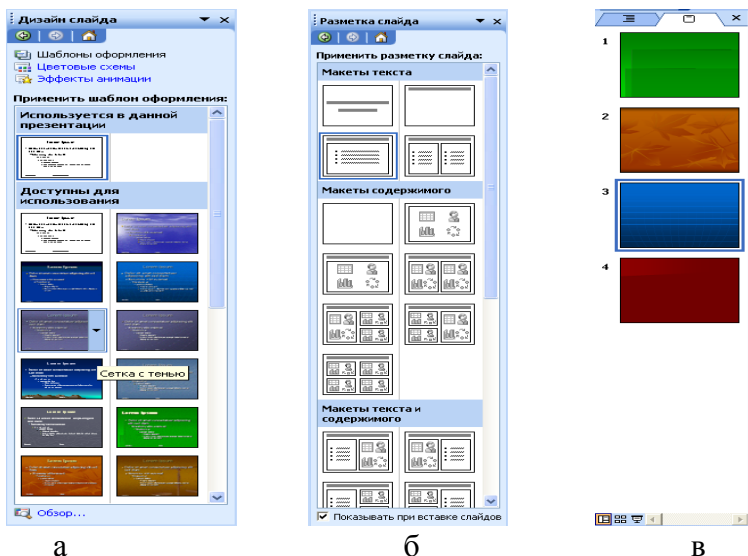 Дизайн слайда
Шаблоны оформления
Цветовые схемы
Эффекты анимации
Применить шаблон оформления:
Используется в данной
презентации
Доступны для
использования
Сетка с тенью
Обзор...
а
Разметка слайда
Применить разметку слайда:
Макеты текста
Макеты содержимого
Макеты текста и
содержимого
Показывать при вставке слайдов
б
1
2
3
4
в